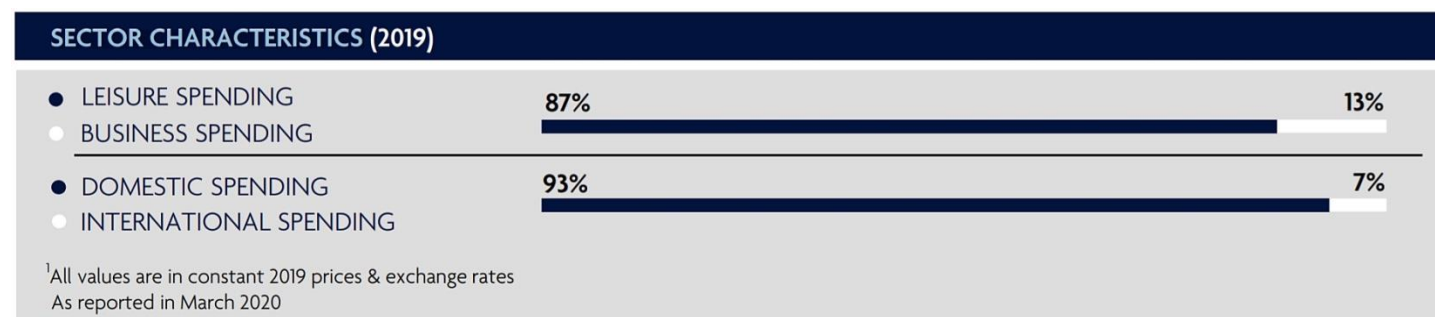 SECTOR CHARACTERISTICS (2019)
LEISURE SPENDING
87%
13%
BUSINESS SPENDING
DOMESTIC SPENDING
93%
7%
INTERNATIONAL SPENDING
1All values are in constant 2019 prices & exchange rates
As reported in March 2020